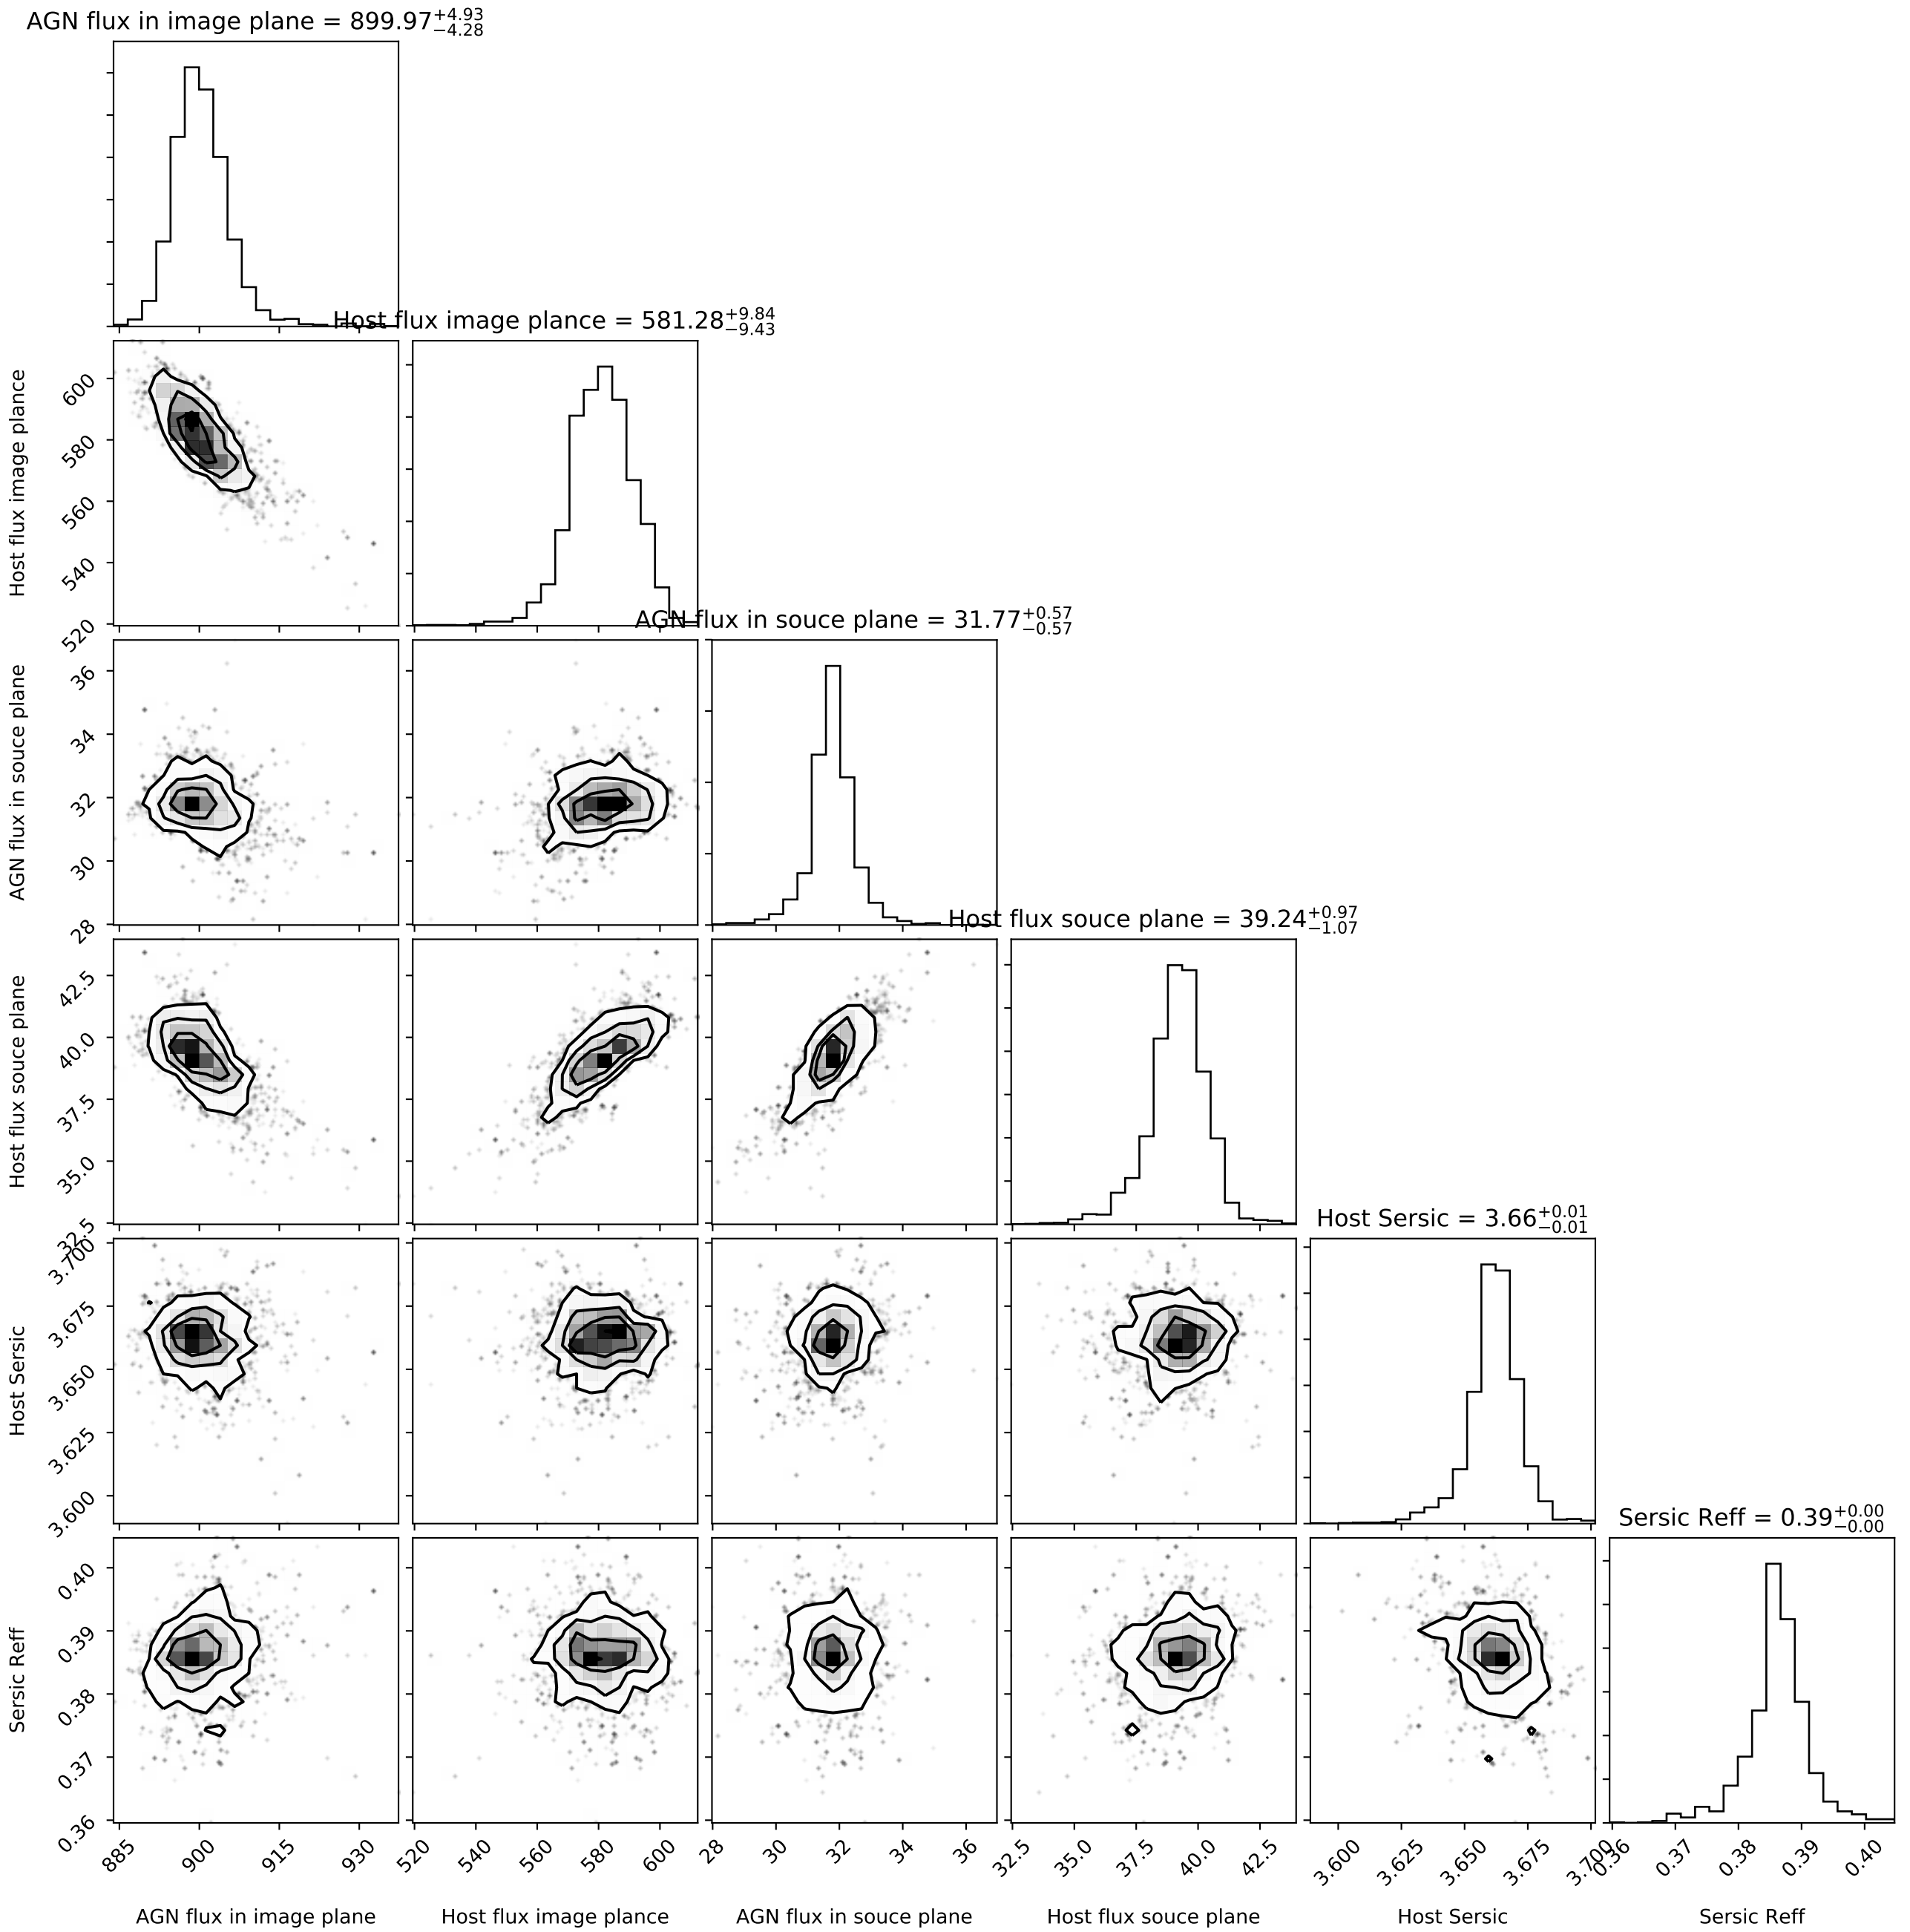 AGN flux in image plane = 899.97+4.93−4.28
Host flux image plance = 581.28+9.84−9.43
600
580
560
540
520
Host flux image plance
AGN flux in souce plane = 31.77+0.57−0.57
36
34
32
30
28
AGN flux in souce plane
Host flux souce plane = 39.24+0.97−1.07
42.5
40.0
37.5
35.0
32.5
Host flux souce plane
Host Sersic = 3.66+0.01−0.01
3.700
3.675
3.650
3.625
3.600
Host Sersic
Sersic Reff = 0.39+0.00−0.00
0.40
0.39
0.38
0.37
0.36
Sersic Reff
885 900 915 930 520 540 560 580 600 28 30 32 34 36 32.5 35.0 37.5 40.0 42.5 3.600 3.625 3.650 3.675 3.700 0.36 0.37 0.38 0.39 0.40
AGN flux in image plane Host flux image plance AGN flux in souce plane Host flux souce plane Host Sersic Sersic Reff